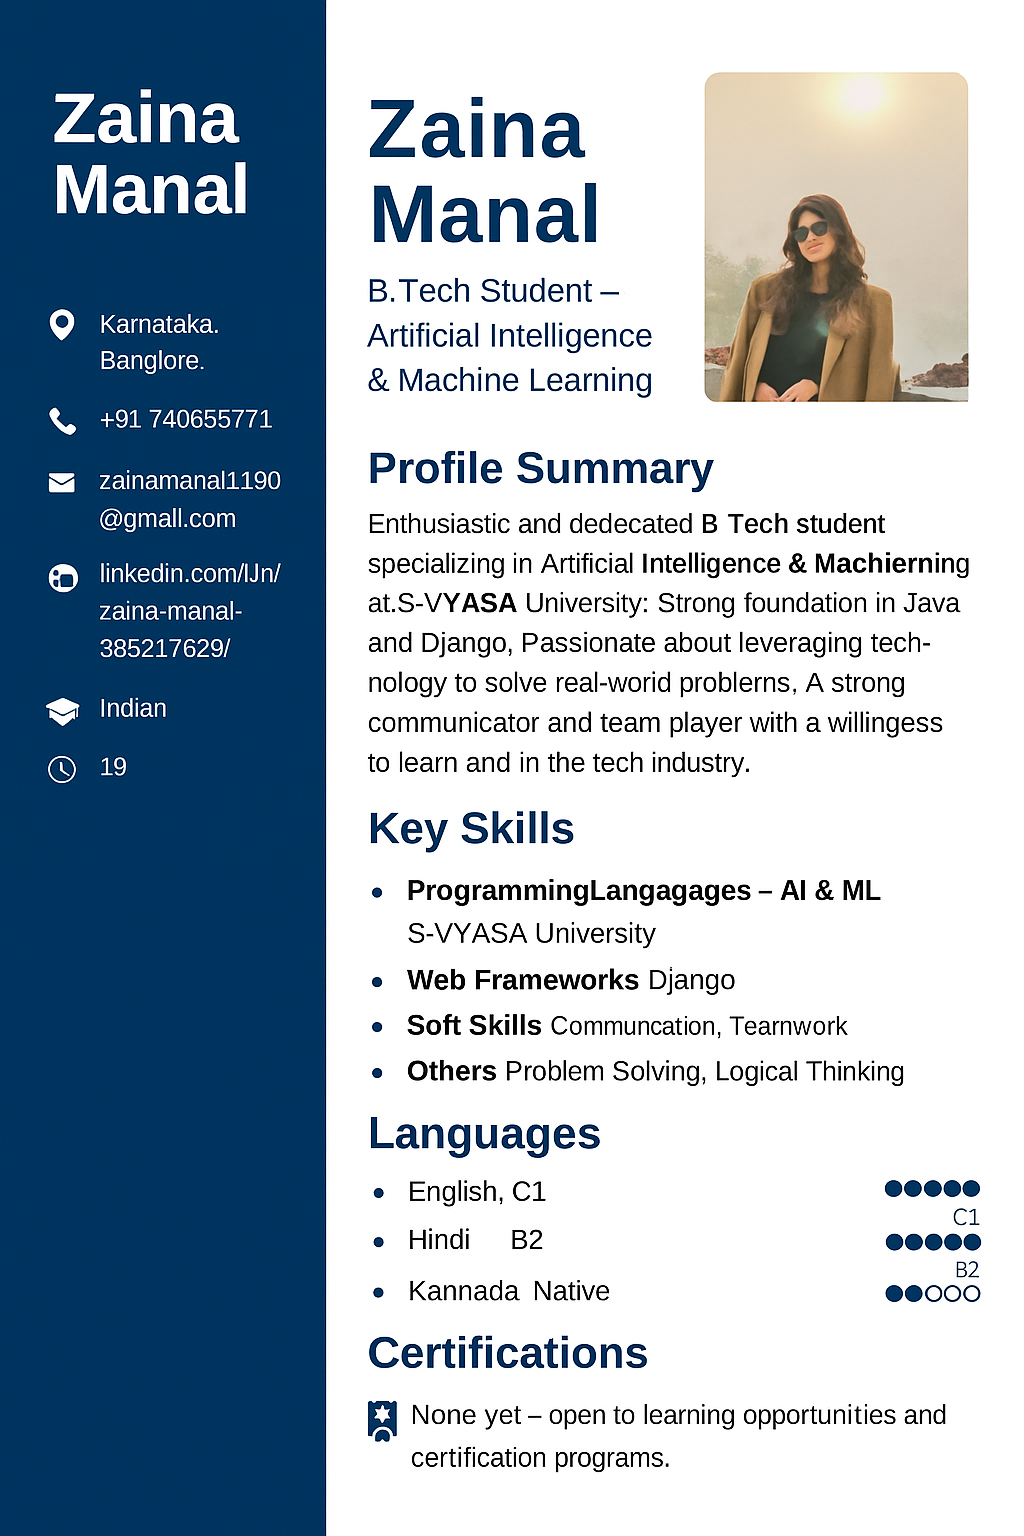 Zaina
Manal
Karnataka.
Banglore.
+91 740655771
zainamanal1190
@gmall.com
linkedin.com/lJn/
zaina-manal-
385217629/
Indian
19
Zaina
Manal
B.Tech Student –
Artificial Intelligence
& Machine Learning
Profile Summary
Enthusiastic and dedecated B Tech student
specializing in Artificial Intelligence & Machierning
at.S-VYASA University: Strong foundation in Java
and Django, Passionate about leveraging tech-
nology to solve real-worid problerns, A strong
communicator and team player with a willingess
to learn and in the tech industry.
Key Skills
• ProgrammingLangagages – AI & ML
S-VYASA University
• Web Frameworks Django
• Soft Skills Communcation, Tearnwork
• Others Problem Solving, Logical Thinking
Languages
• English, C1
C1
• Hindi B2
B2
• Kannada Native
Certifications
None yet – open to learning opportunities and
certification programs.